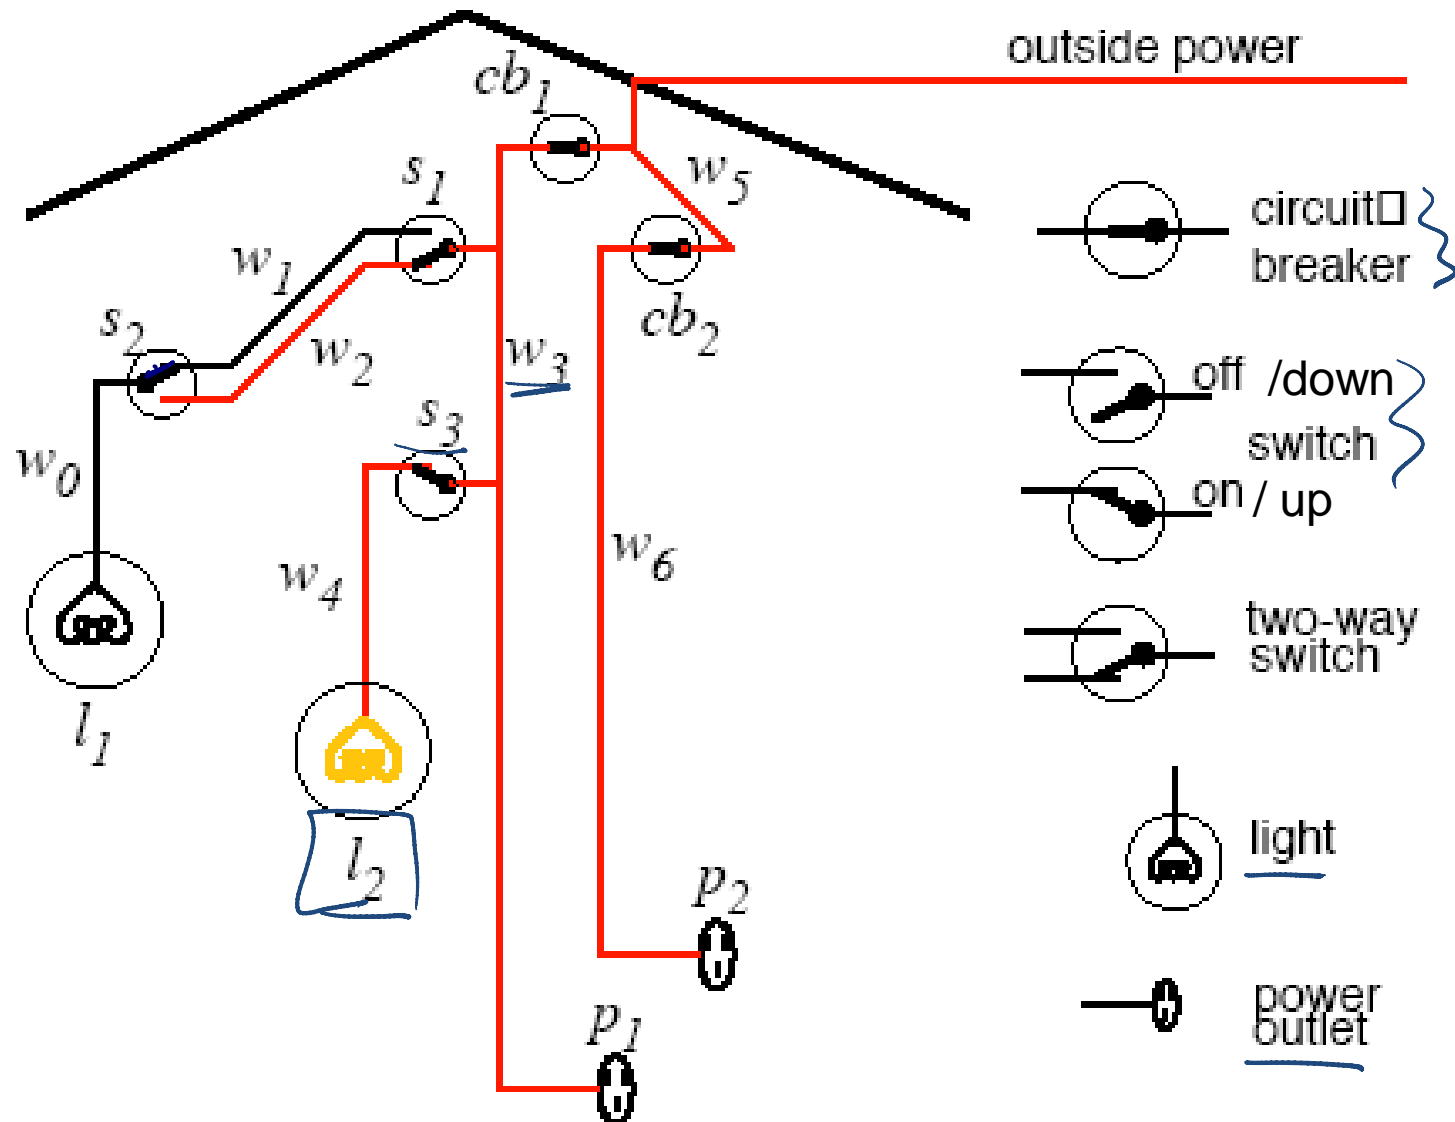 outside power
cb1
w5
s1
cb2
w1
s2
w2
w3
s3
w0
w4
w6
l1
l2
p2
p1
circuit□
breaker
off /down
switch
on / up
two-way
switch
light
power
outlet